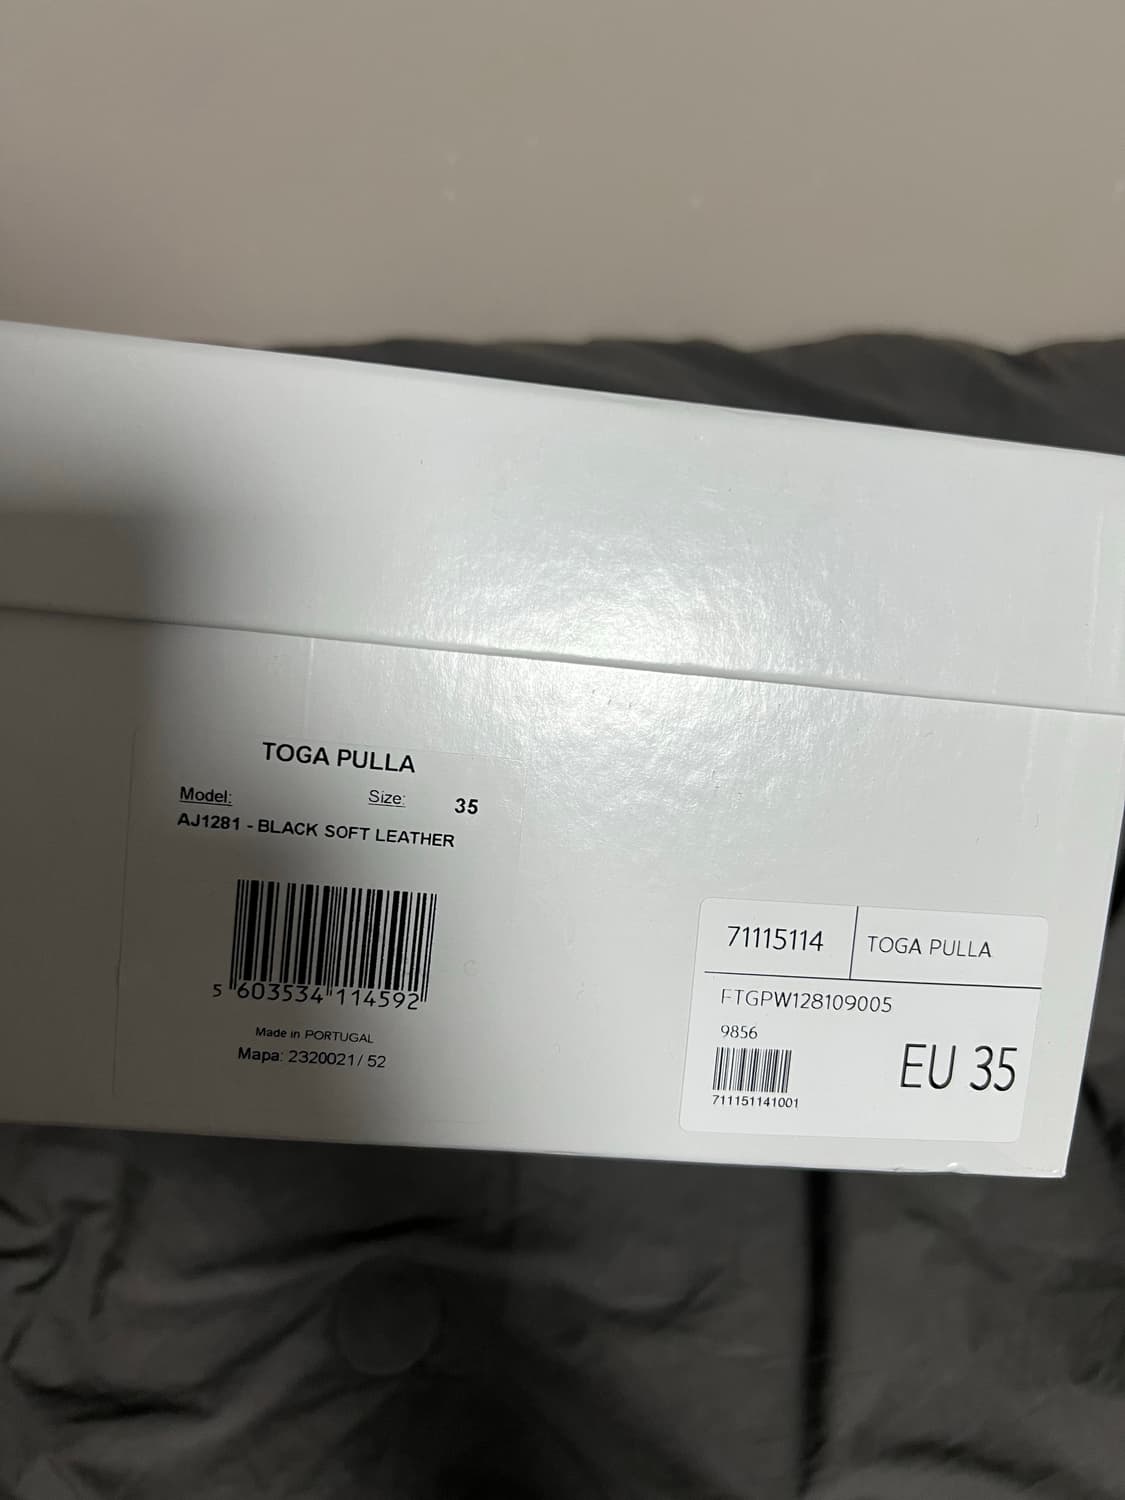 TOGA PULLA
Model: Size: 35
AJ1281 - BLACK SOFT LEATHER
5 603534 114592
Made in PORTUGAL
Mapa: 2320021/ 52
71115114 TOGA PULLA
FTGPW128109005
9856
EU 35
711151141001